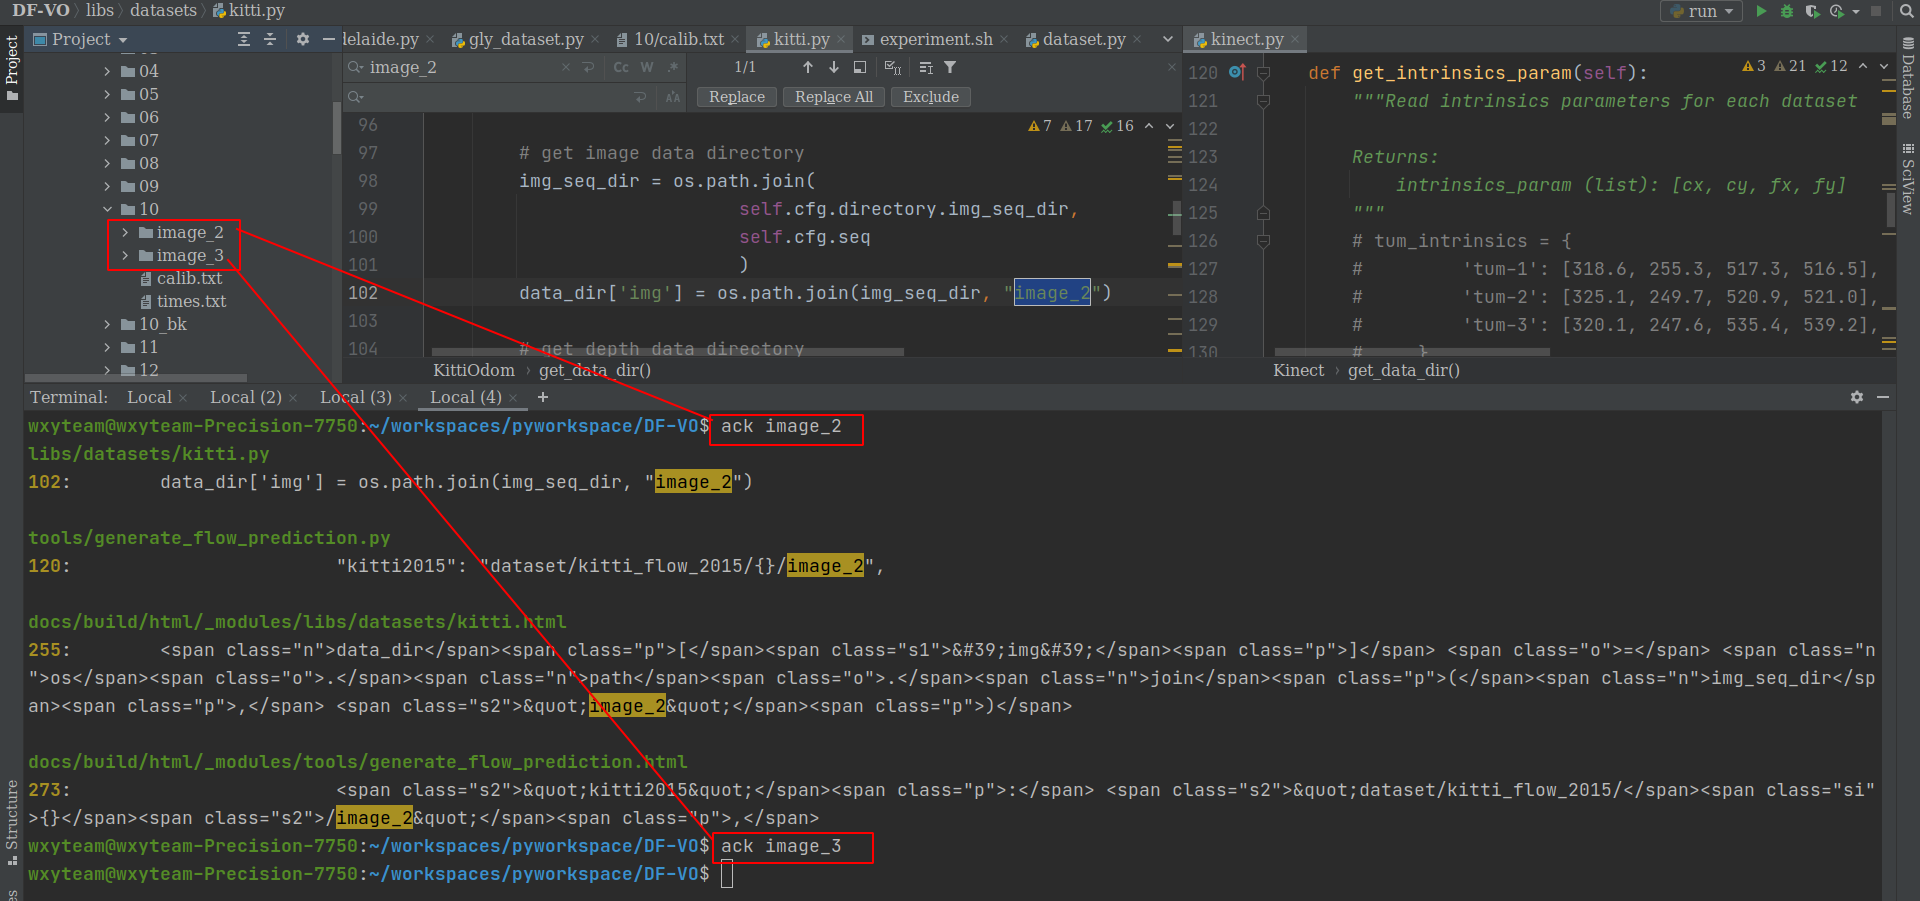 DF-VO libs datasets kitti.py run
Project
delaide.py gly_dataset.py 10/calib.txt kitti.py experiment.sh dataset.py kinect.py
Project
04
05
06
07
08
09
10
image_2
image_3
calib.txt
times.txt
10_bk
11
12
image_2 Cc W .* 1/1
Replace Replace All Exclude
7 17 16
96
97 # get image data directory
98 img_seq_dir = os.path.join(
99 self.cfg.directory.img_seq_dir,
100 self.cfg.seq
101 )
102 data_dir['img'] = os.path.join(img_seq_dir, "image_2")
103
104 # get depth data directory
KittiOdom get_data_dir()
3 21 12
120 def get_intrinsics_param(self):
121 """Read intrinsics parameters for each dataset
122
123 Returns:
124 intrinsics_param (list): [cx, cy, fx, fy]
125 """
126 # tum_intrinsics = {
127 # 'tum-1': [318.6, 255.3, 517.3, 516.5],
128 # 'tum-2': [325.1, 249.7, 520.9, 521.0],
129 # 'tum-3': [320.1, 247.6, 535.4, 539.2],
130 # }
Kinect get_data_dir()
Database
SciView
Terminal: Local Local (2) Local (3) Local (4) +
wxyteam@wxyteam-Precision-7750:~/workspaces/pyworkspace/DF-VO$ ack image_2
libs/datasets/kitti.py
102: data_dir['img'] = os.path.join(img_seq_dir, "image_2")
tools/generate_flow_prediction.py
120: "kitti2015": "dataset/kitti_flow_2015/{}/image_2",
docs/build/html/_modules/libs/datasets/kitti.html
255: <span class="n">data_dir</span><span class="p">[</span><span class="s1">&#39;img&#39;</span><span class="p">]</span> <span class="o">=</span> <span class="n
">os</span><span class="o">.</span><span class="n">path</span><span class="o">.</span><span class="n">join</span><span class="p">(</span><span class="n">img_seq_dir</sp
an><span class="p">,</span> <span class="s2">&quot;image_2&quot;</span><span class="p">)</span>
docs/build/html/_modules/tools/generate_flow_prediction.html
273: <span class="s2">&quot;kitti2015&quot;</span><span class="p">:</span> <span class="s2">&quot;dataset/kitti_flow_2015/</span><span class="si"
>{}</span><span class="s2">/image_2&quot;</span><span class="p">,</span>
wxyteam@wxyteam-Precision-7750:~/workspaces/pyworkspace/DF-VO$ ack image_3
wxyteam@wxyteam-Precision-7750:~/workspaces/pyworkspace/DF-VO$
Structure